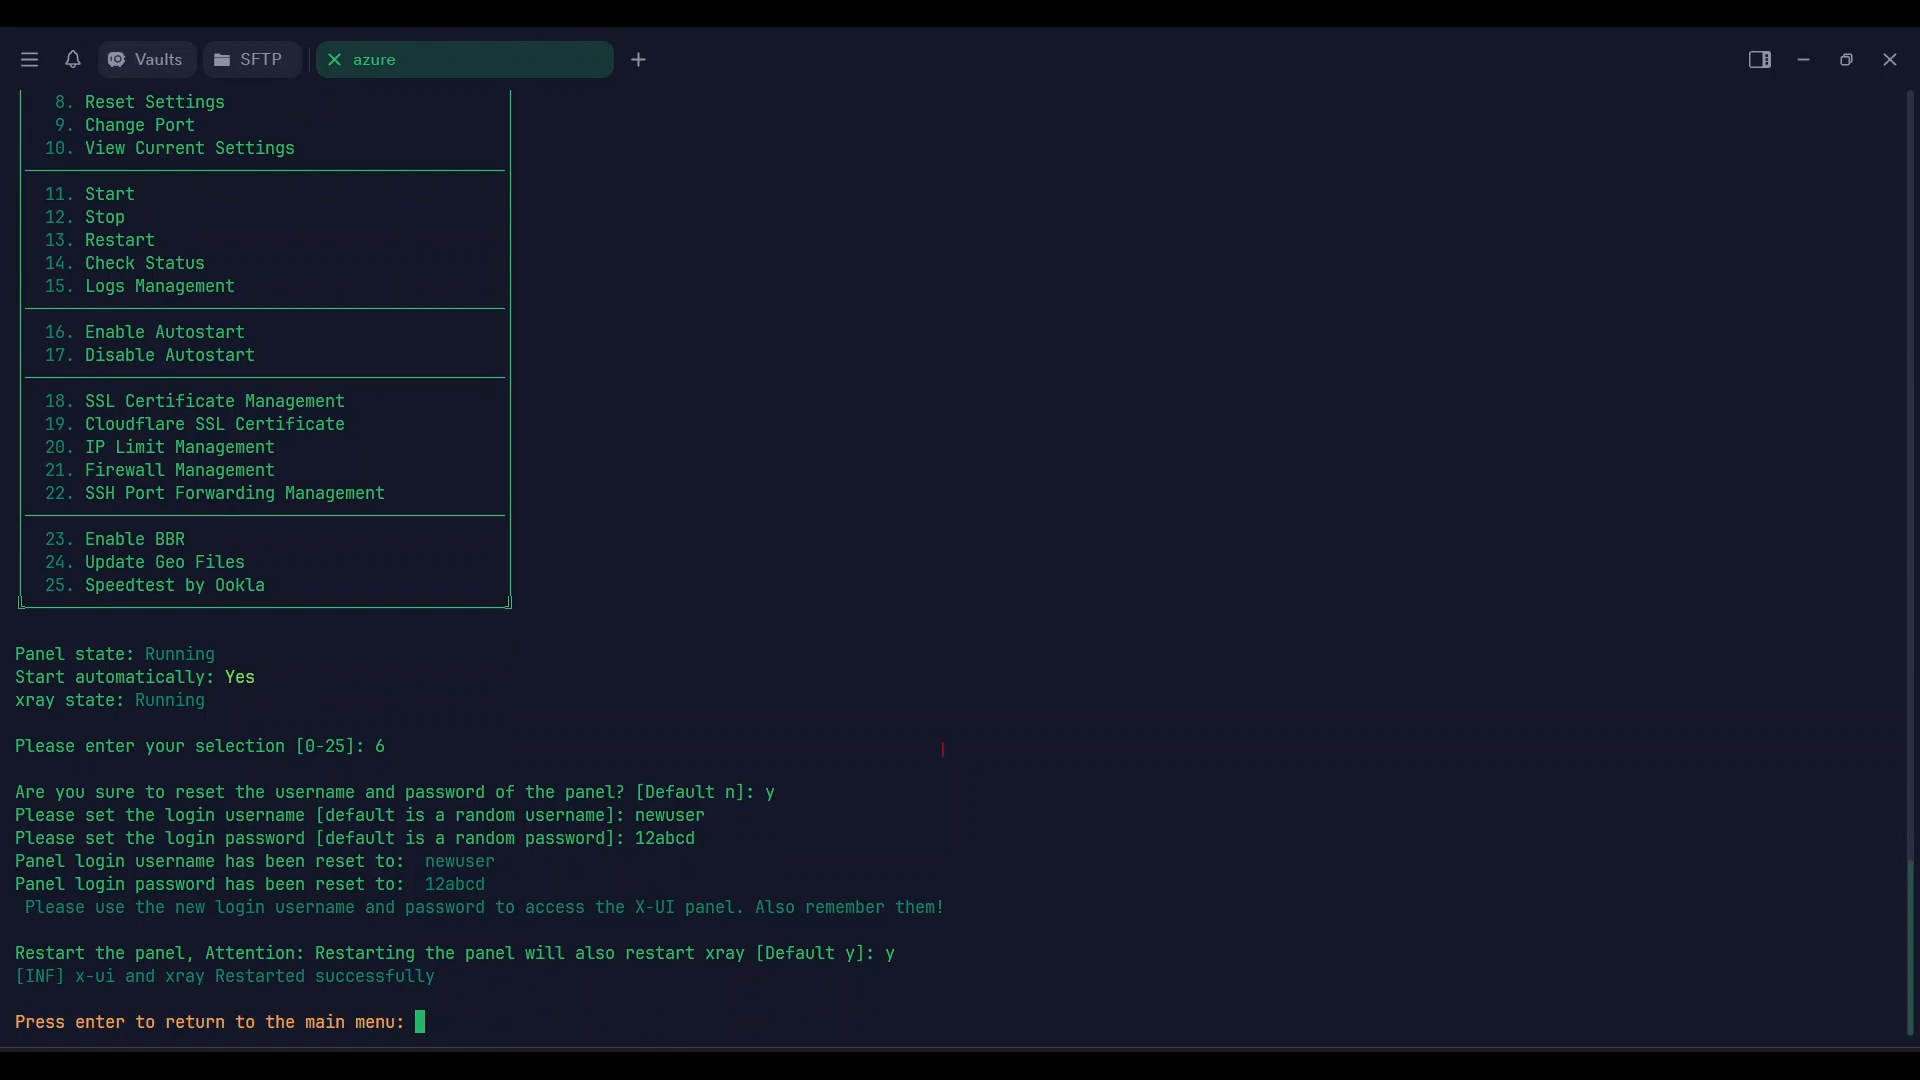 Vaults
SFTP
azure
8. Reset Settings
9. Change Port
10. View Current Settings
11. Start
12. Stop
13. Restart
14. Check Status
15. Logs Management
16. Enable Autostart
17. Disable Autostart
18. SSL Certificate Management
19. Cloudflare SSL Certificate
20. IP Limit Management
21. Firewall Management
22. SSH Port Forwarding Management
23. Enable BBR
24. Update Geo Files
25. Speedtest by Ookla
Panel state: Running
Start automatically: Yes
xray state: Running
Please enter your selection [0-25]: 6
Are you sure to reset the username and password of the panel? [Default n]: y
Please set the login username [default is a random username]: newuser
Please set the login password [default is a random password]: 12abcd
Panel login username has been reset to:  newuser
Panel login password has been reset to:  12abcd
Please use the new login username and password to access the X-UI panel. Also remember them!
Restart the panel, Attention: Restarting the panel will also restart xray [Default y]: y
[INF] x-ui and xray Restarted successfully
Press enter to return to the main menu: